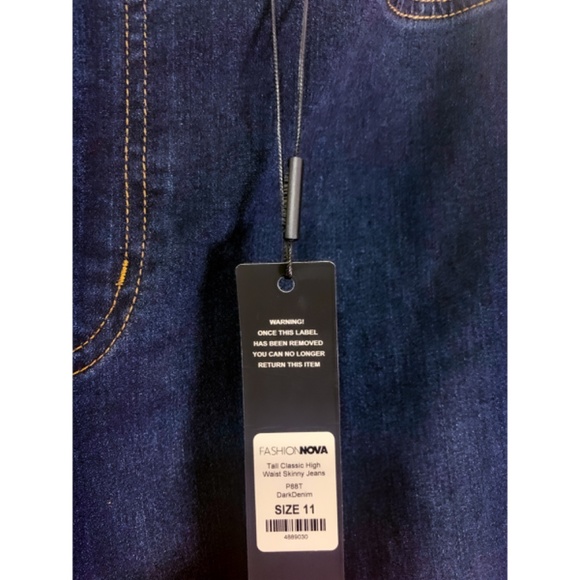 WARNING!
ONCE THIS LABEL
HAS BEEN REMOVED
YOU CAN NO LONGER
RETURN THIS ITEM
FASHIONNOVA
Tall Classic High
Waist Skinny Jeans
P88T
DarkDenim
SIZE 11
4889030